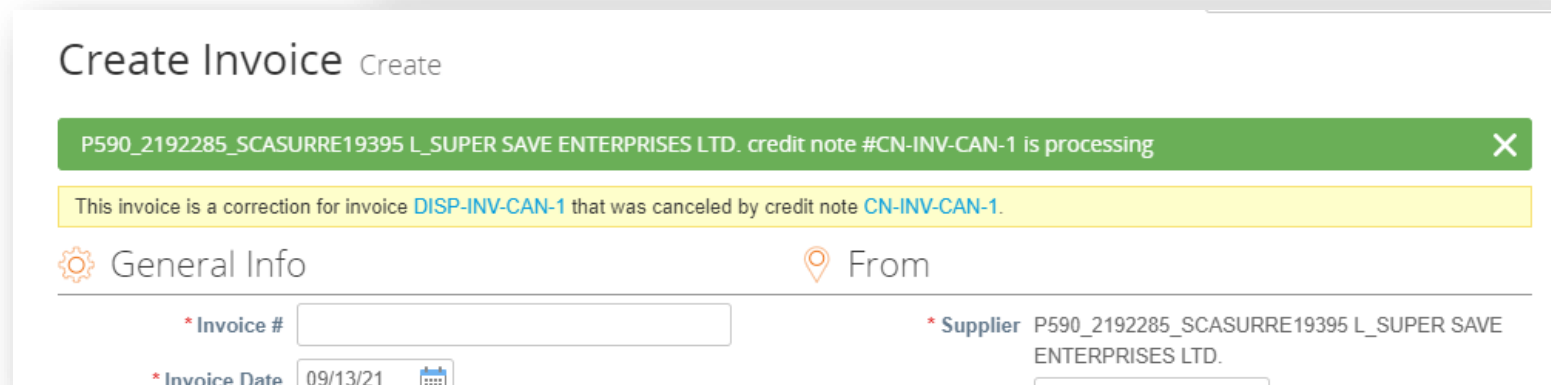 Create Invoice Create
P590_2192285_SCASURRE19395 L_SUPER SAVE ENTERPRISES LTD. credit note #CN-INV-CAN-1 is processing
This invoice is a correction for invoice DISP-INV-CAN-1 that was canceled by credit note CN-INV-CAN-1.
General Info
From
* Invoice #
* Supplier P590_2192285_SCASURRE19395 L_SUPER SAVE
ENTERPRISES LTD.
* Invoice Date 09/13/21